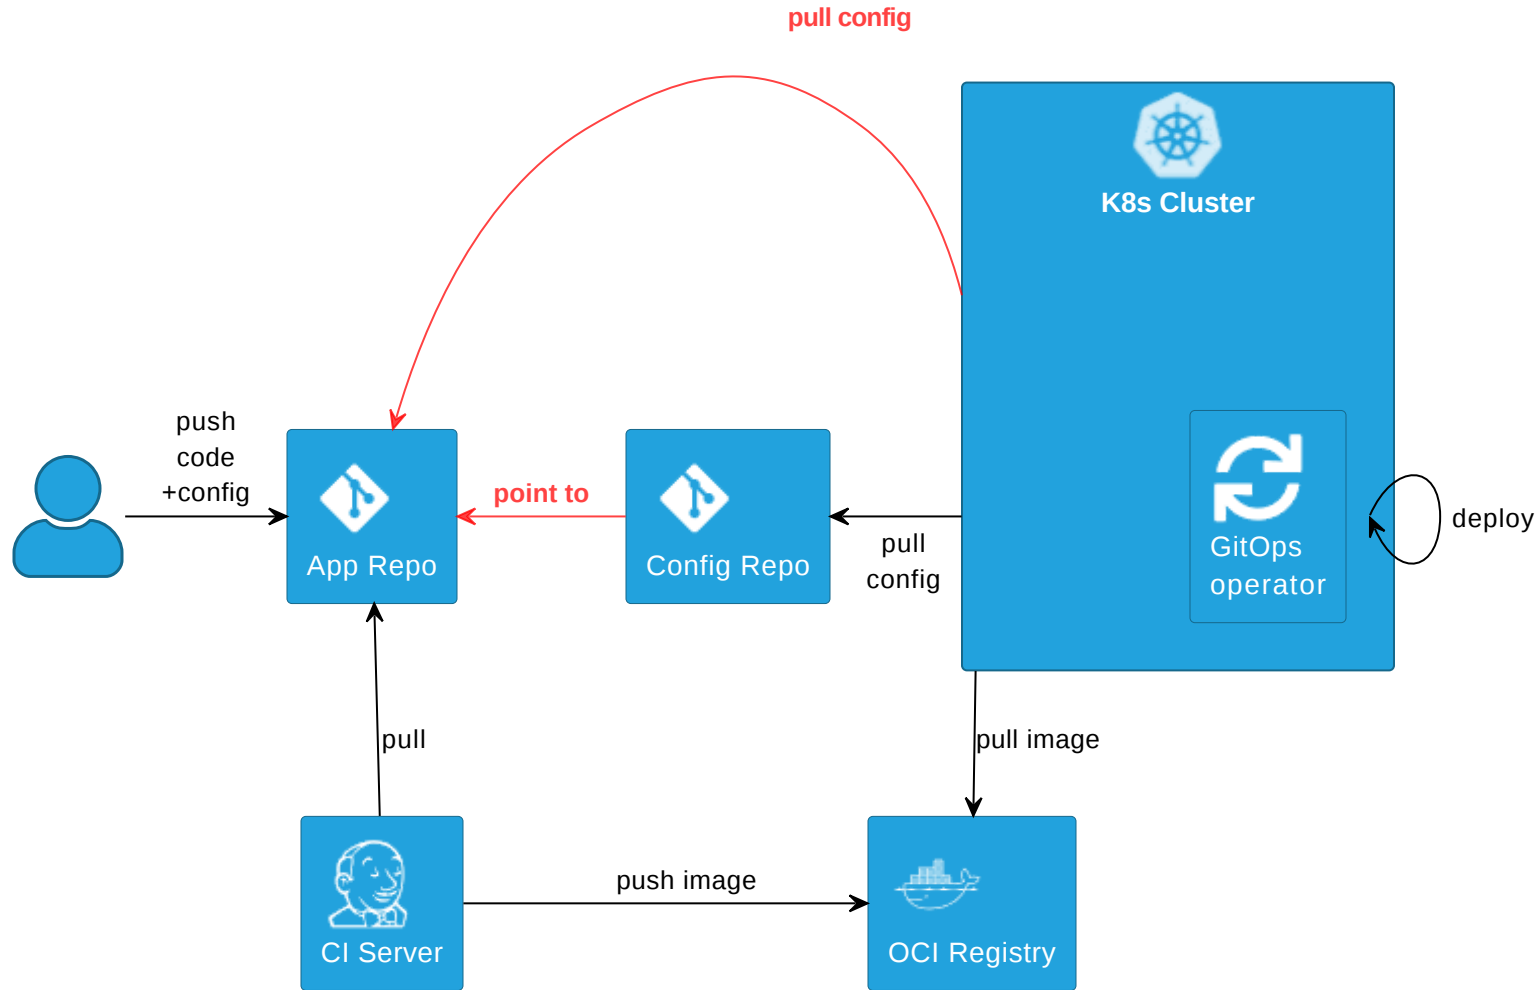 pull config
K8s Cluster
push
code
+config
point to
App Repo
Config Repo
pull
config
GitOps
operator
deploy
pull
pull image
push image
CI Server
OCI Registry